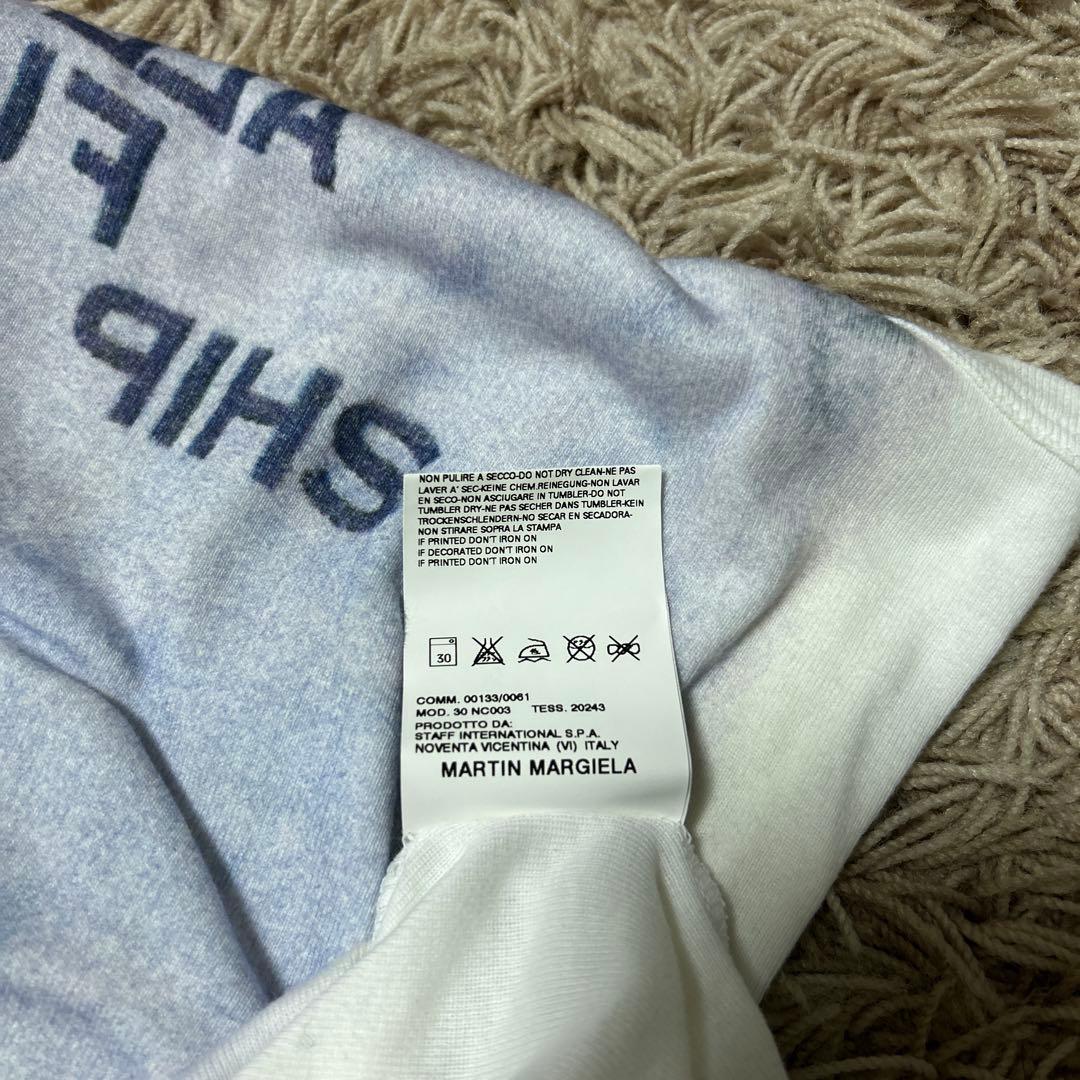 SHIP
NON PULIRE A SECCO-DO NOT DRY CLEAN-NE PAS
LAVER A' SEC-KEINE CHEM.REINEGUNG-NON LAVAR
EN SECO-NON ASCIUGARE IN TUMBLER-DO NOT
TUMBLER DRY-NE PAS SECHER DANS TUMBLER-KEIN
TROCKENSCHLENDERN-NO SECAR EN SECADORA-
NON STIRARE SOPRA LA STAMPA
IF PRINTED DON'T IRON ON
IF DECORATED DON'T IRON ON
IF PRINTED DON'T IRON ON
30
COMM. 00133/0061
MOD. 30 NC003 TESS. 20243
PRODOTTO DA:
STAFF INTERNATIONAL S.P.A.
NOVENTA VICENTINA (VI) ITALY
MARTIN MARGIELA